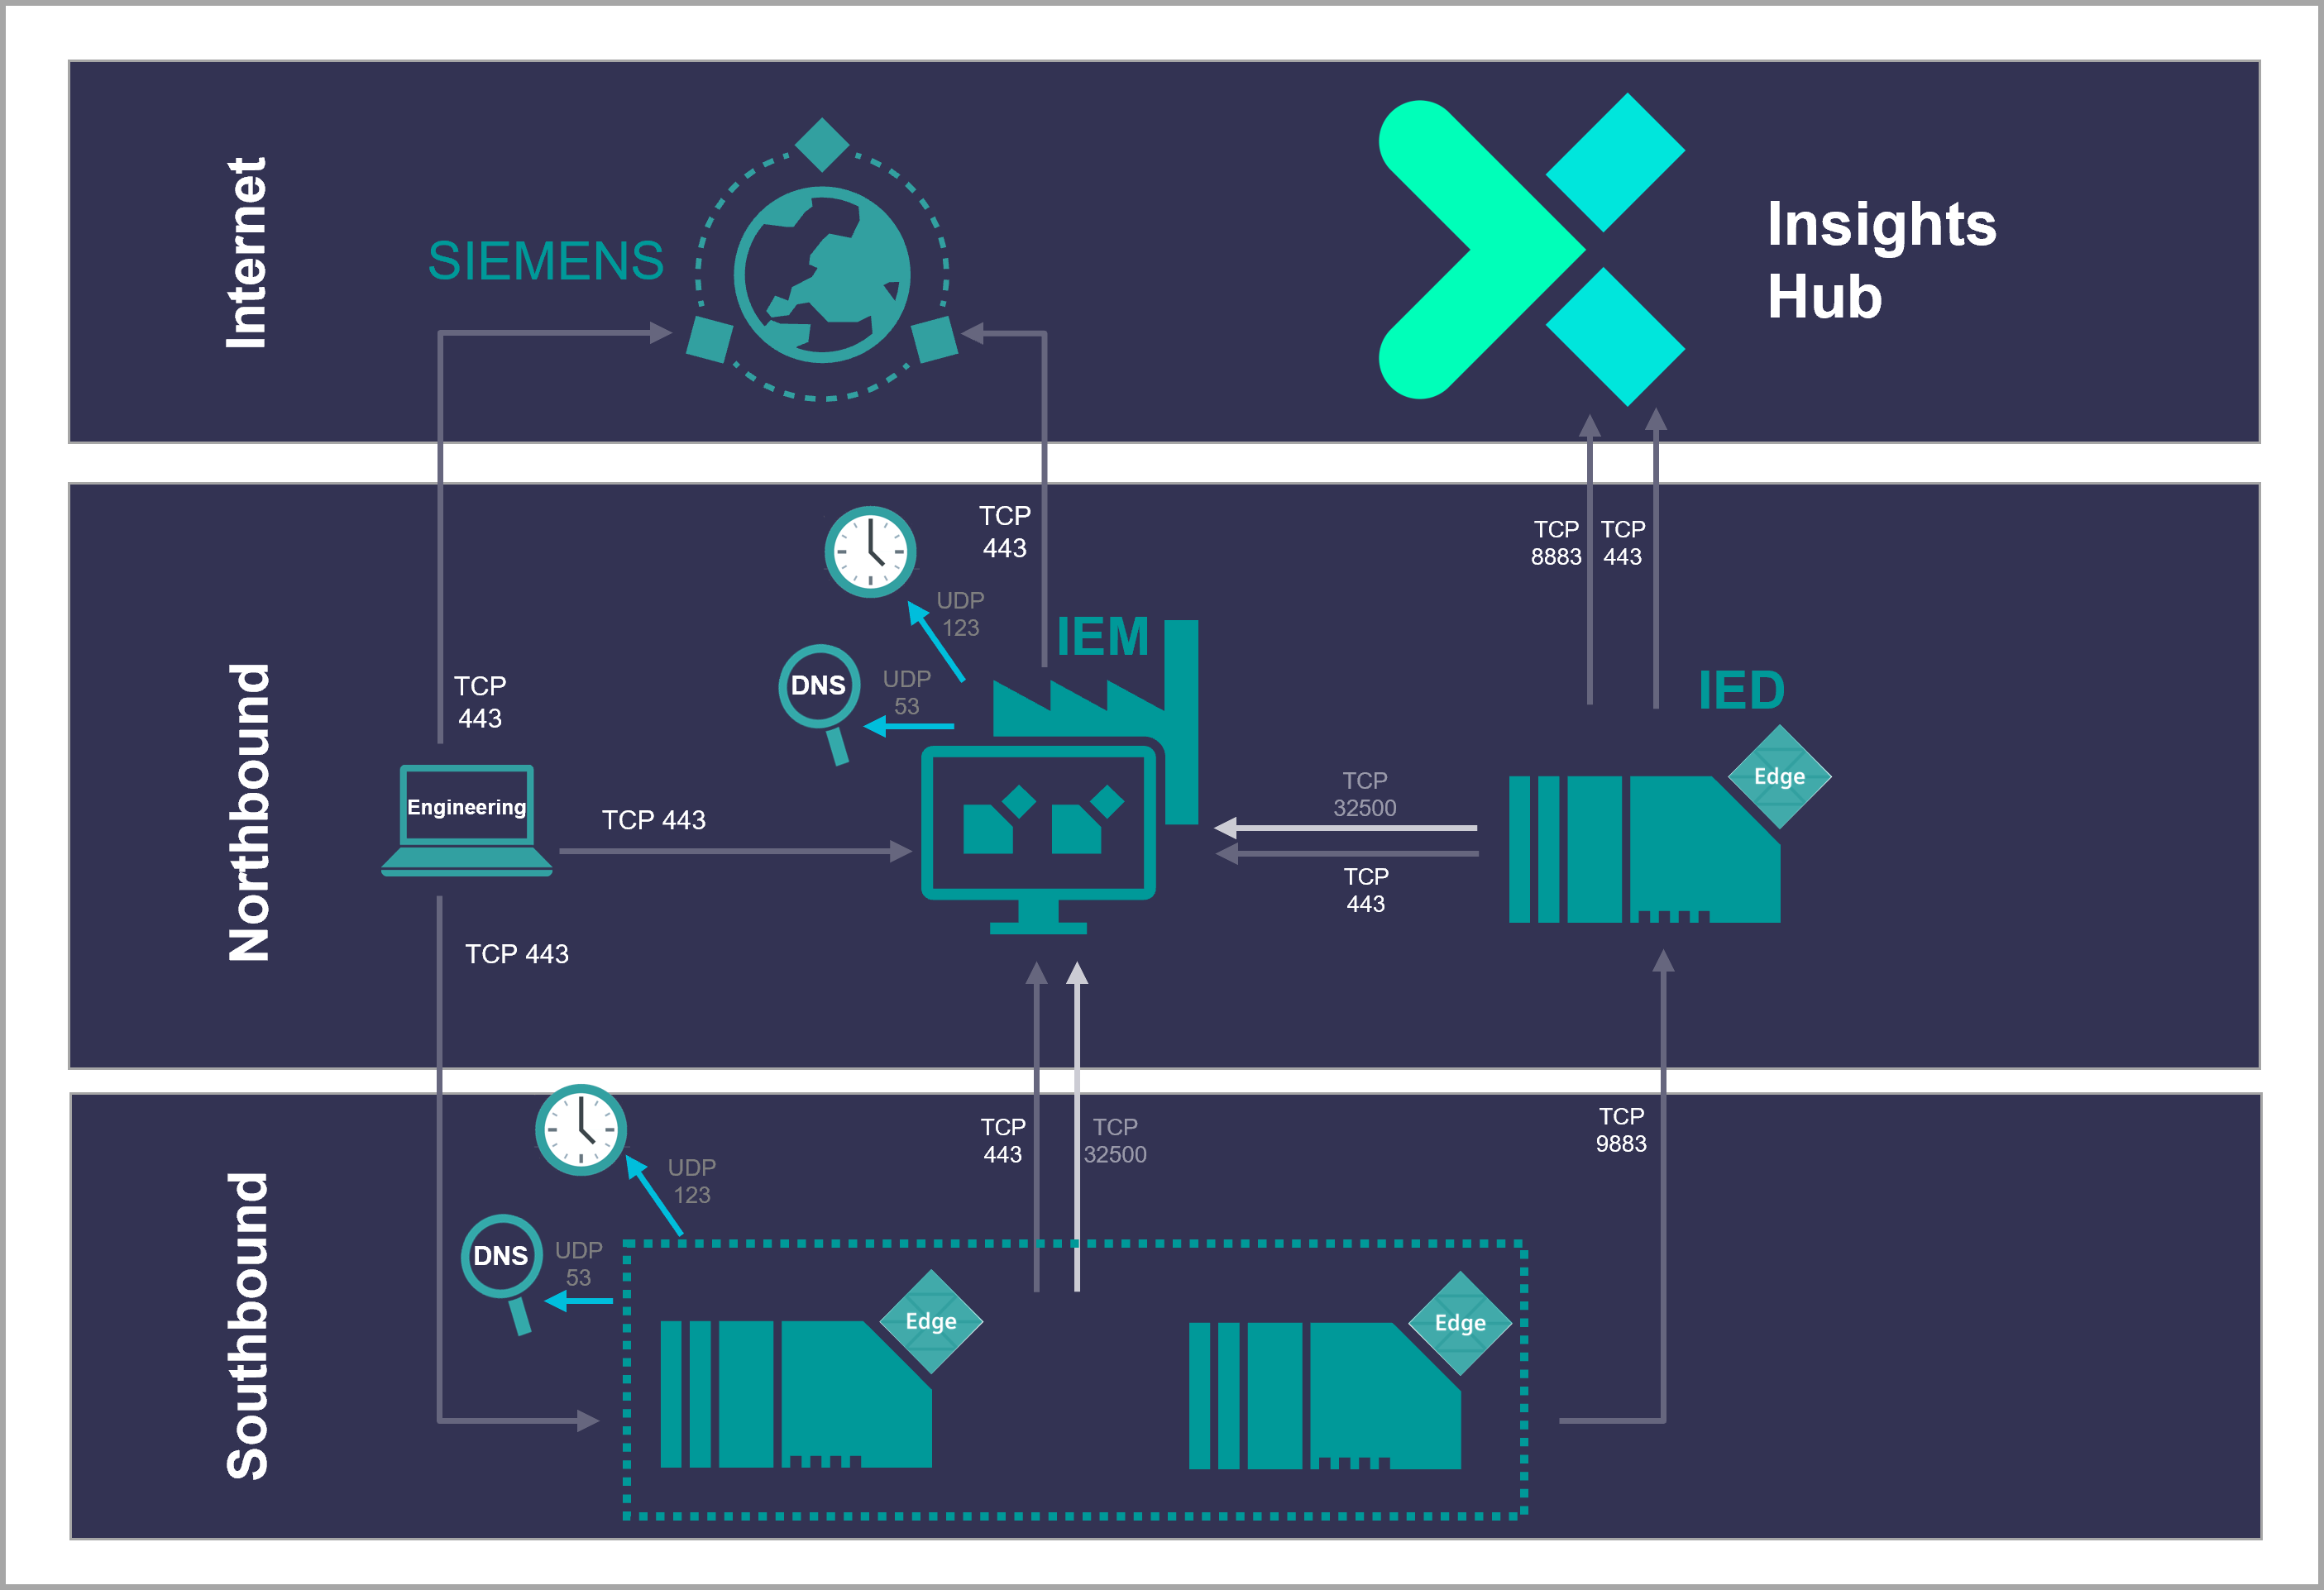 Internet
SIEMENS
Insights
Hub
Northbound
TCP
443
TCP
8883
TCP
443
UDP
123
IEM
DNS
UDP
53
TCP
443
IED
Edge
Engineering
TCP 443
TCP
32500
TCP
443
TCP 443
Southbound
TCP
443
TCP
32500
TCP
9883
UDP
123
DNS
UDP
53
Edge
Edge